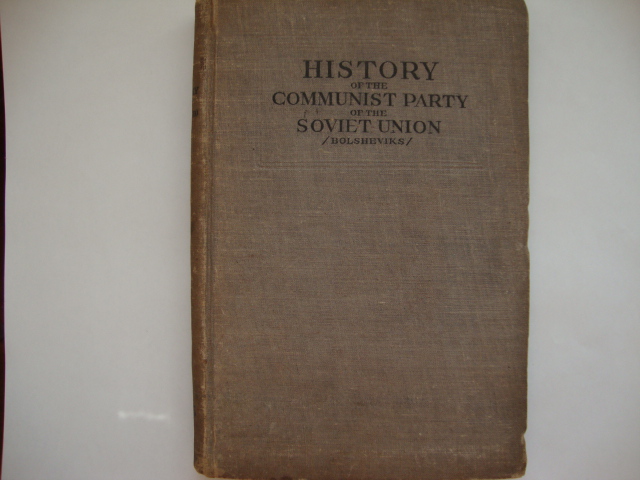 HISTORY
OF THE
COMMUNIST PARTY
OF THE
SOVIET UNION
/BOLSHEVIKS/